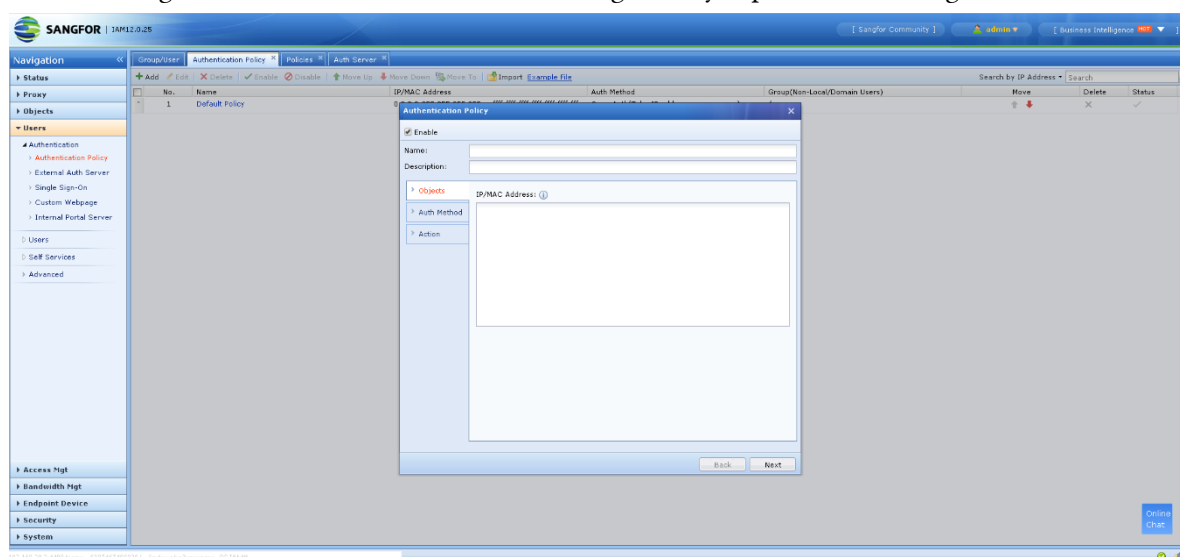 SANGFOR | IAM12.0.25
[ Sangfor Community ] admin [ Business Intelligence HOT ]
Navigation «
Group/User Authentication Policy × Policies × Auth Server ×
Status
Add Edit Delete Enable Disable Move Up Move Down Move To Import Example File
Search by IP Address Search
Proxy
No. Name IP/MAC Address Auth Method Group(Non-Local/Domain Users) Move Delete Status
Objects
1 Default Policy
Users
Authentication
Authentication Policy
External Auth Server
Single Sign-On
Custom Webpage
Internal Portal Server
Users
Self Services
Advanced
Access Mgt
Bandwidth Mgt
Endpoint Device
Security
System
Authentication Policy ×
Enable
Name:
Description:
Objects
Auth Method
Action
IP/MAC Address:
Back Next
Online
Chat